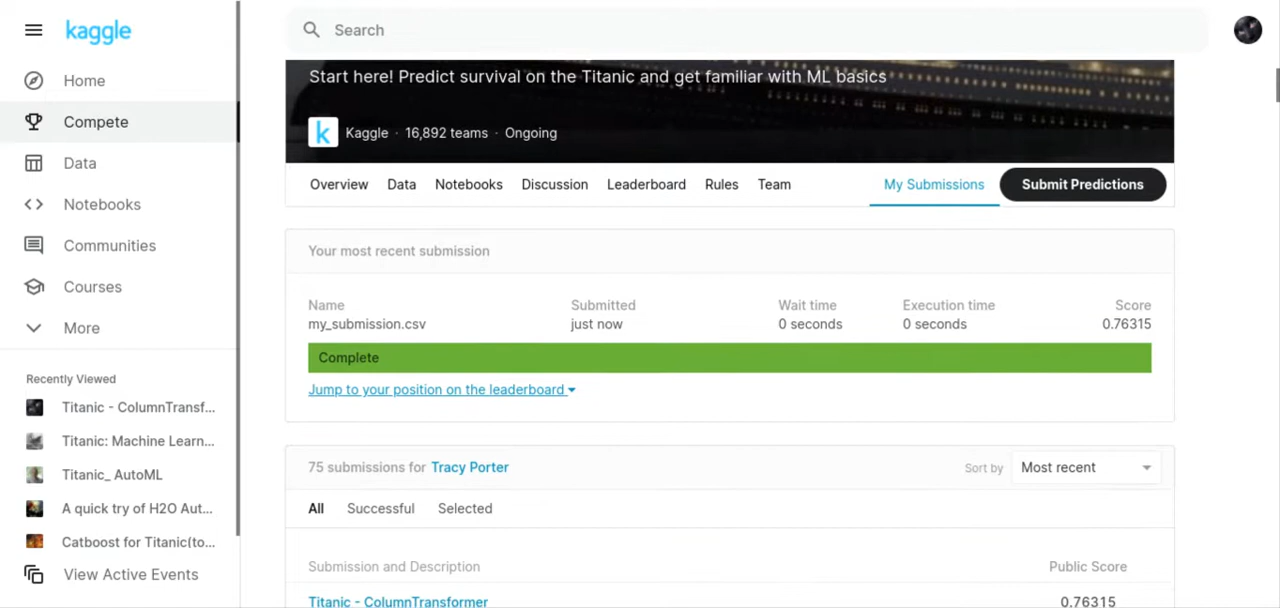 kaggle
Search
Home
Compete
Data
Notebooks
Communities
Courses
More
Recently Viewed
Titanic - ColumnTransf...
Titanic: Machine Learn...
Titanic_ AutoML
A quick try of H2O Aut...
Catboost for Titanic(to...
View Active Events
Start here! Predict survival on the Titanic and get familiar with ML basics
k Kaggle · 16,892 teams · Ongoing
Overview Data Notebooks Discussion Leaderboard Rules Team My Submissions Submit Predictions
Your most recent submission
Name Submitted Wait time Execution time Score
my_submission.csv just now 0 seconds 0 seconds 0.76315
Complete
Jump to your position on the leaderboard
75 submissions for Tracy Porter Sort by Most recent
All Successful Selected
Submission and Description Public Score
Titanic - ColumnTransformer 0.76315